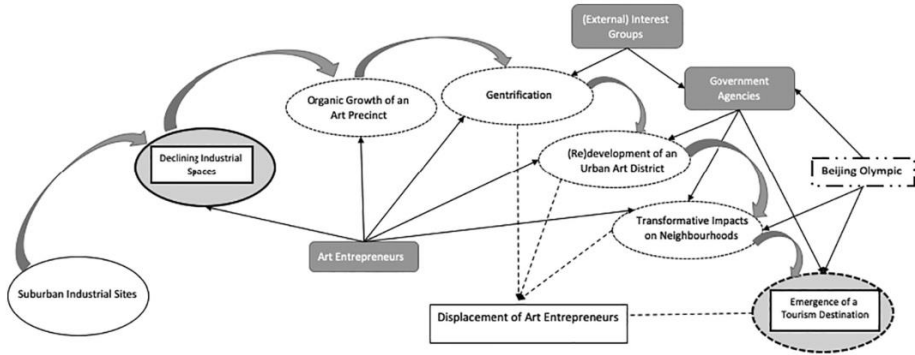 (External) Interest
Groups
Government
Agencies
Gentrification
Organic Growth of an
Art Precinct
(Re)development of an
Urban Art District
Declining Industrial
Spaces
Beijing Olympic
Transformative Impacts
on Neighbourhoods
Art Entrepreneurs
Suburban Industrial Sites
Displacement of Art Entrepreneurs
Emergence of a
Tourism Destination